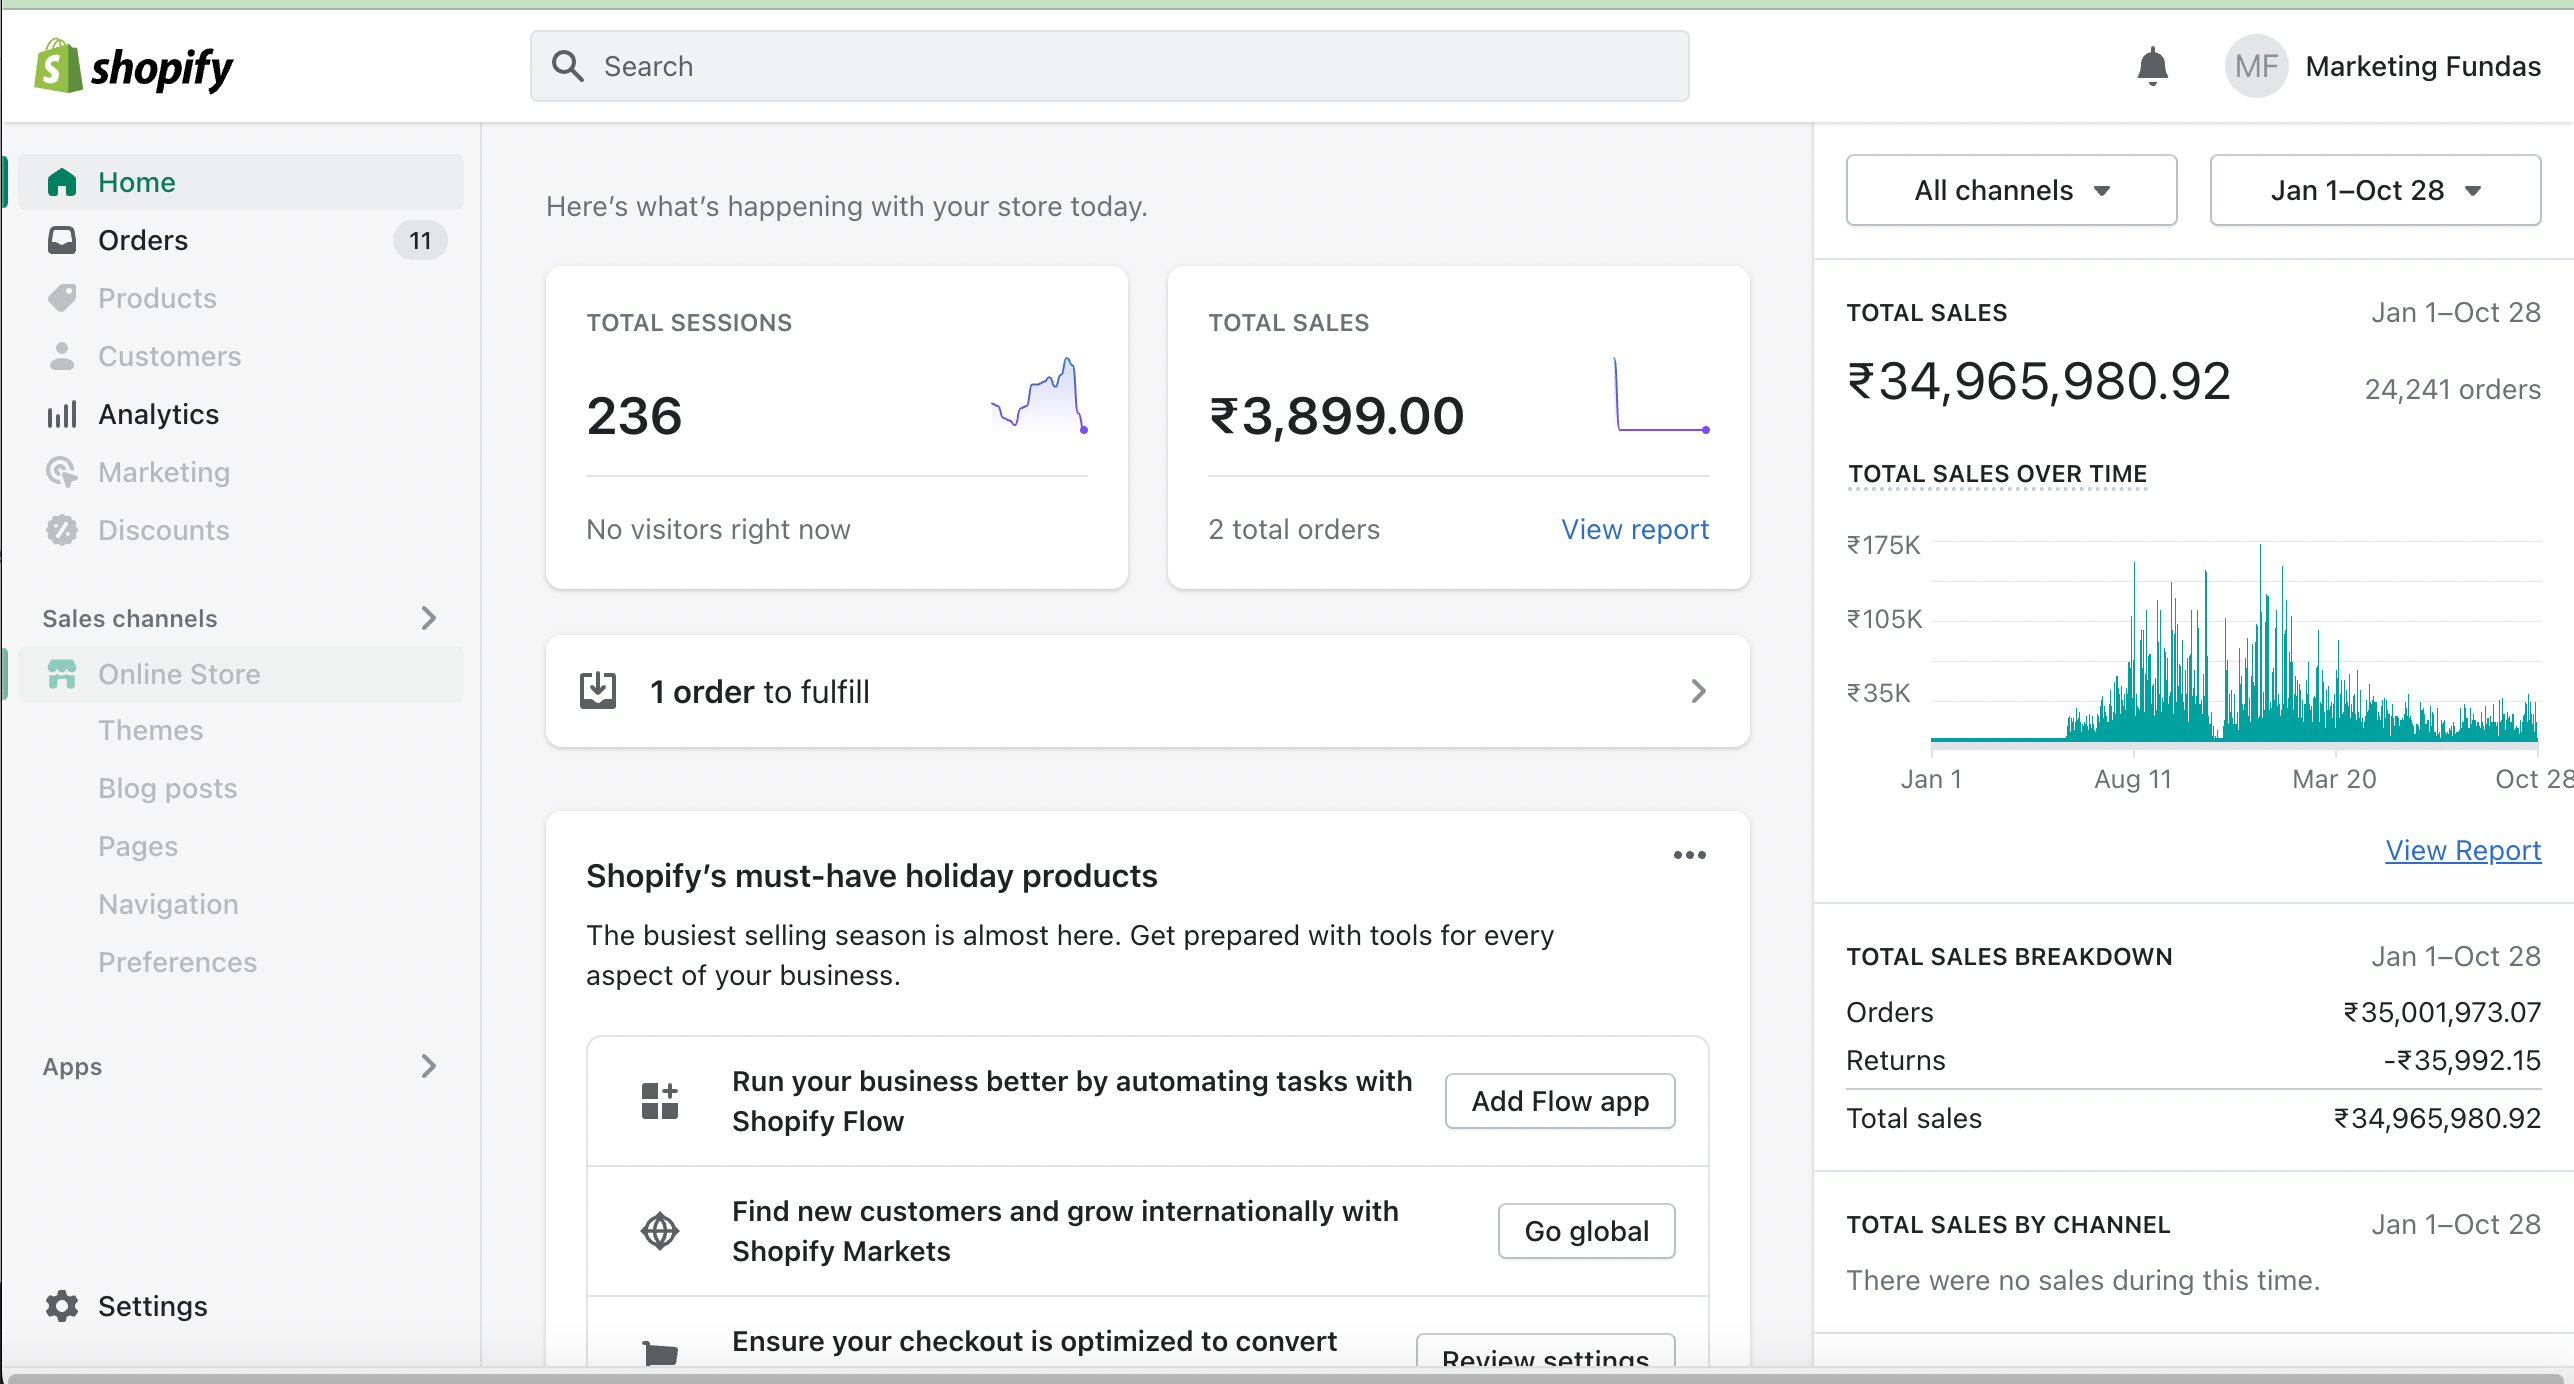 shopify
Search
MF
Marketing Fundas
Home
Orders
11
Products
Customers
Analytics
Marketing
Discounts
Sales channels
Online Store
Themes
Blog posts
Pages
Navigation
Preferences
Apps
Settings
Here’s what’s happening with your store today.
TOTAL SESSIONS
236
No visitors right now
TOTAL SALES
₹3,899.00
2 total orders
View report
1 order to fulfill
Shopify’s must-have holiday products
The busiest selling season is almost here. Get prepared with tools for every
aspect of your business.
Run your business better by automating tasks with
Shopify Flow
Add Flow app
Find new customers and grow internationally with
Shopify Markets
Go global
Ensure your checkout is optimized to convert
Review settings
All channels
Jan 1–Oct 28
TOTAL SALES
Jan 1–Oct 28
₹34,965,980.92
24,241 orders
TOTAL SALES OVER TIME
₹175K
₹105K
₹35K
Jan 1
Aug 11
Mar 20
Oct 28
View Report
TOTAL SALES BREAKDOWN
Jan 1–Oct 28
Orders
₹35,001,973.07
Returns
-₹35,992.15
Total sales
₹34,965,980.92
TOTAL SALES BY CHANNEL
Jan 1–Oct 28
There were no sales during this time.